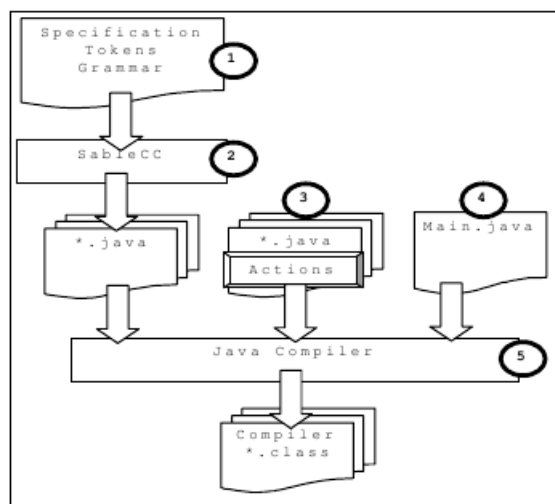 Specification
Tokens
Grammar
1
SableCC
2
3
4
*.java
*.java
Main.java
Actions
Java Compiler
5
Compiler
*.class